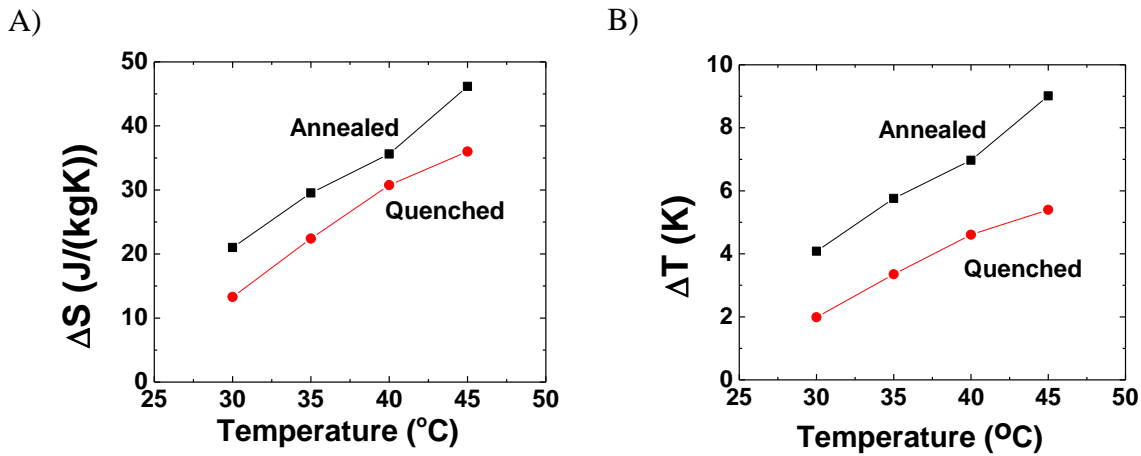 A)
50
40
30
20
10
0
25 30 35 40 45 50
ΔS (J/(kgK))
Temperature (°C)
Annealed
Quenched
B)
10
8
6
4
2
0
25 30 35 40 45 50
ΔT (K)
Temperature (ºC)
Annealed
Quenched